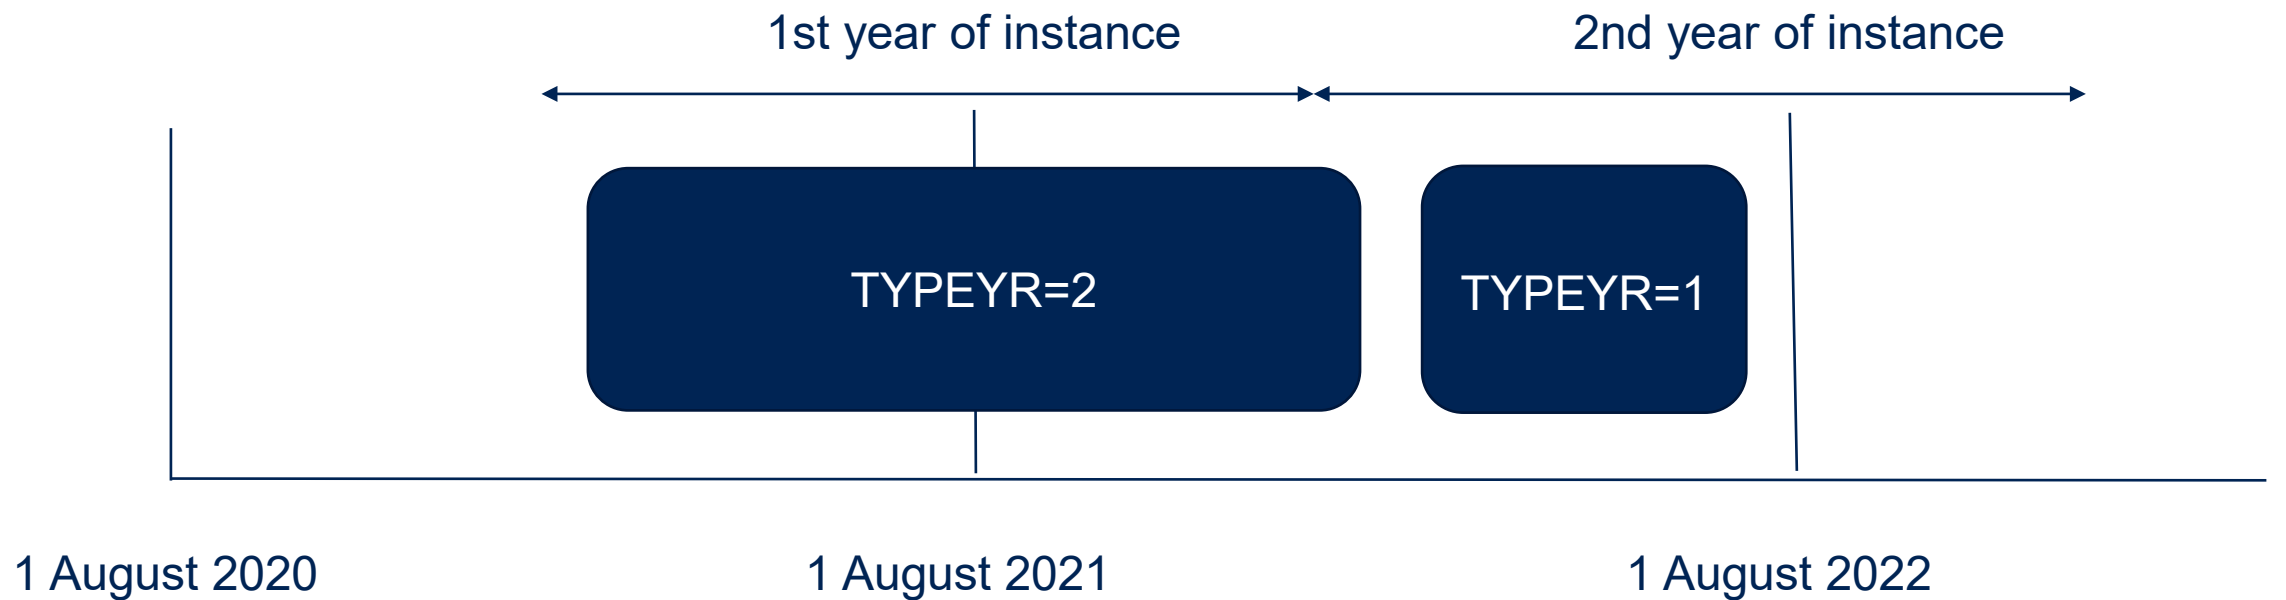 1st year of instance
2nd year of instance
TYPEYR=2
TYPEYR=1
1 August 2020
1 August 2021
1 August 2022